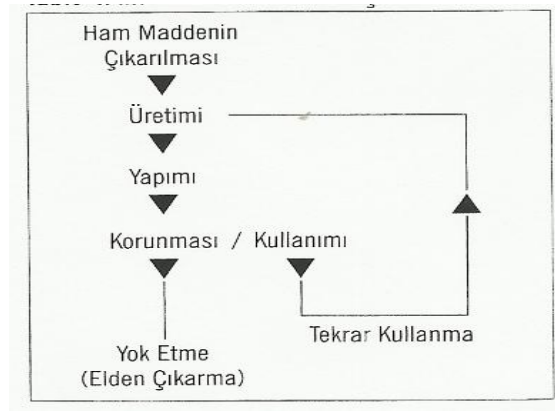 Ham Maddenin
Çıkarılması
Üretimi
Yapımı
Korunması / Kullanımı
Tekrar Kullanma
Yok Etme
(Elden Çıkarma)